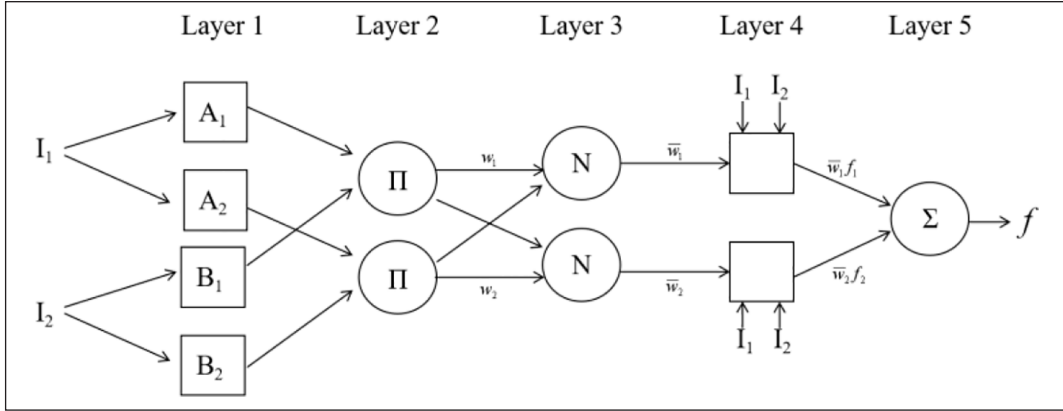 Layer 1 Layer 2 Layer 3 Layer 4 Layer 5
I₁ I₂
A₁
I₁
Π w₁ N w̅₁ w̅₁f₁
A₂
Σ f
B₁
Π w₂ N w̅₂ w̅₂f₂
I₂
B₂
I₁ I₂